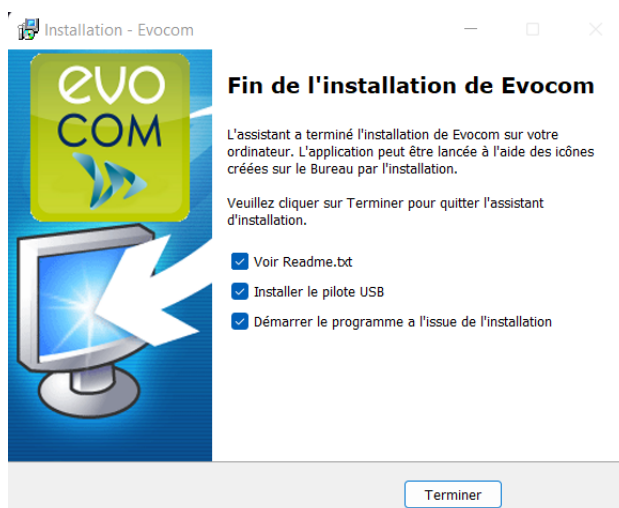 Installation - Evocom
evo
COM
Fin de l'installation de Evocom
L'assistant a terminé l'installation de Evocom sur votre
ordinateur. L'application peut être lancée à l'aide des icônes
créées sur le Bureau par l'installation.
Veuillez cliquer sur Terminer pour quitter l'assistant
d'installation.
Voir Readme.txt
Installer le pilote USB
Démarrer le programme a l'issue de l'installation
Terminer